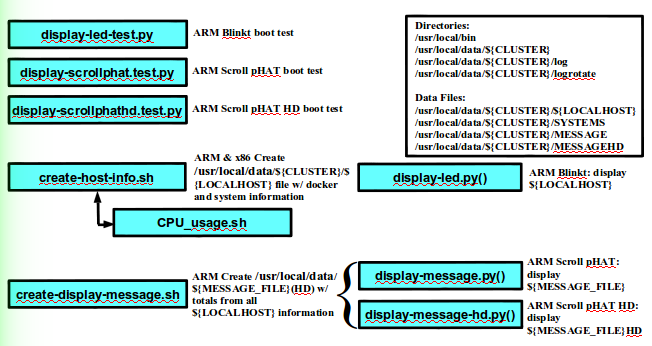 display-led-test.py
ARM Blinkt boot test
display-scrollphat.test.py
ARM Scroll pHAT boot test
display-scrollphathd.test.py
ARM Scroll pHAT HD boot test
Directories:
/usr/local/bin
/usr/local/data/${CLUSTER}
/usr/local/data/${CLUSTER}/log
/usr/local/data/${CLUSTER}/logrotate
Data Files:
/usr/local/data/${CLUSTER}/${LOCALHOST}
/usr/local/data/${CLUSTER}/SYSTEMS
/usr/local/data/${CLUSTER}/MESSAGE
/usr/local/data/${CLUSTER}/MESSAGEHD
create-host-info.sh
ARM & x86 Create
/usr/local/data/${CLUSTER}/$
{LOCALHOST} file w/ docker
and system information
display-led.py()
ARM Blinkt: display
${LOCALHOST}
CPU_usage.sh
create-display-message.sh
ARM Create /usr/local/data/
${MESSAGE_FILE}(HD) w/
totals from all
${LOCALHOST} information
display-message.py()
ARM Scroll pHAT:
display
${MESSAGE_FILE}
display-message-hd.py()
ARM Scroll pHAT HD:
display
${MESSAGE_FILE}HD